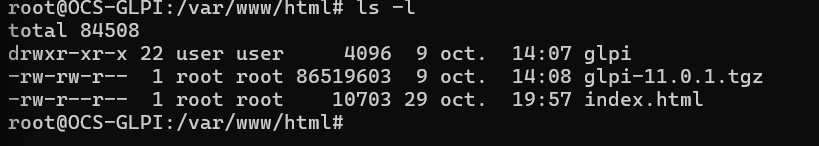 root@OCS-GLPI:/var/www/html# ls -l
total 84508
drwxr-xr-x 22 user user     4096  9 oct.  14:07 glpi
-rw-rw-r--  1 root root 86519603  9 oct.  14:08 glpi-11.0.1.tgz
-rw-r--r--  1 root root    10703 29 oct.  19:57 index.html
root@OCS-GLPI:/var/www/html#